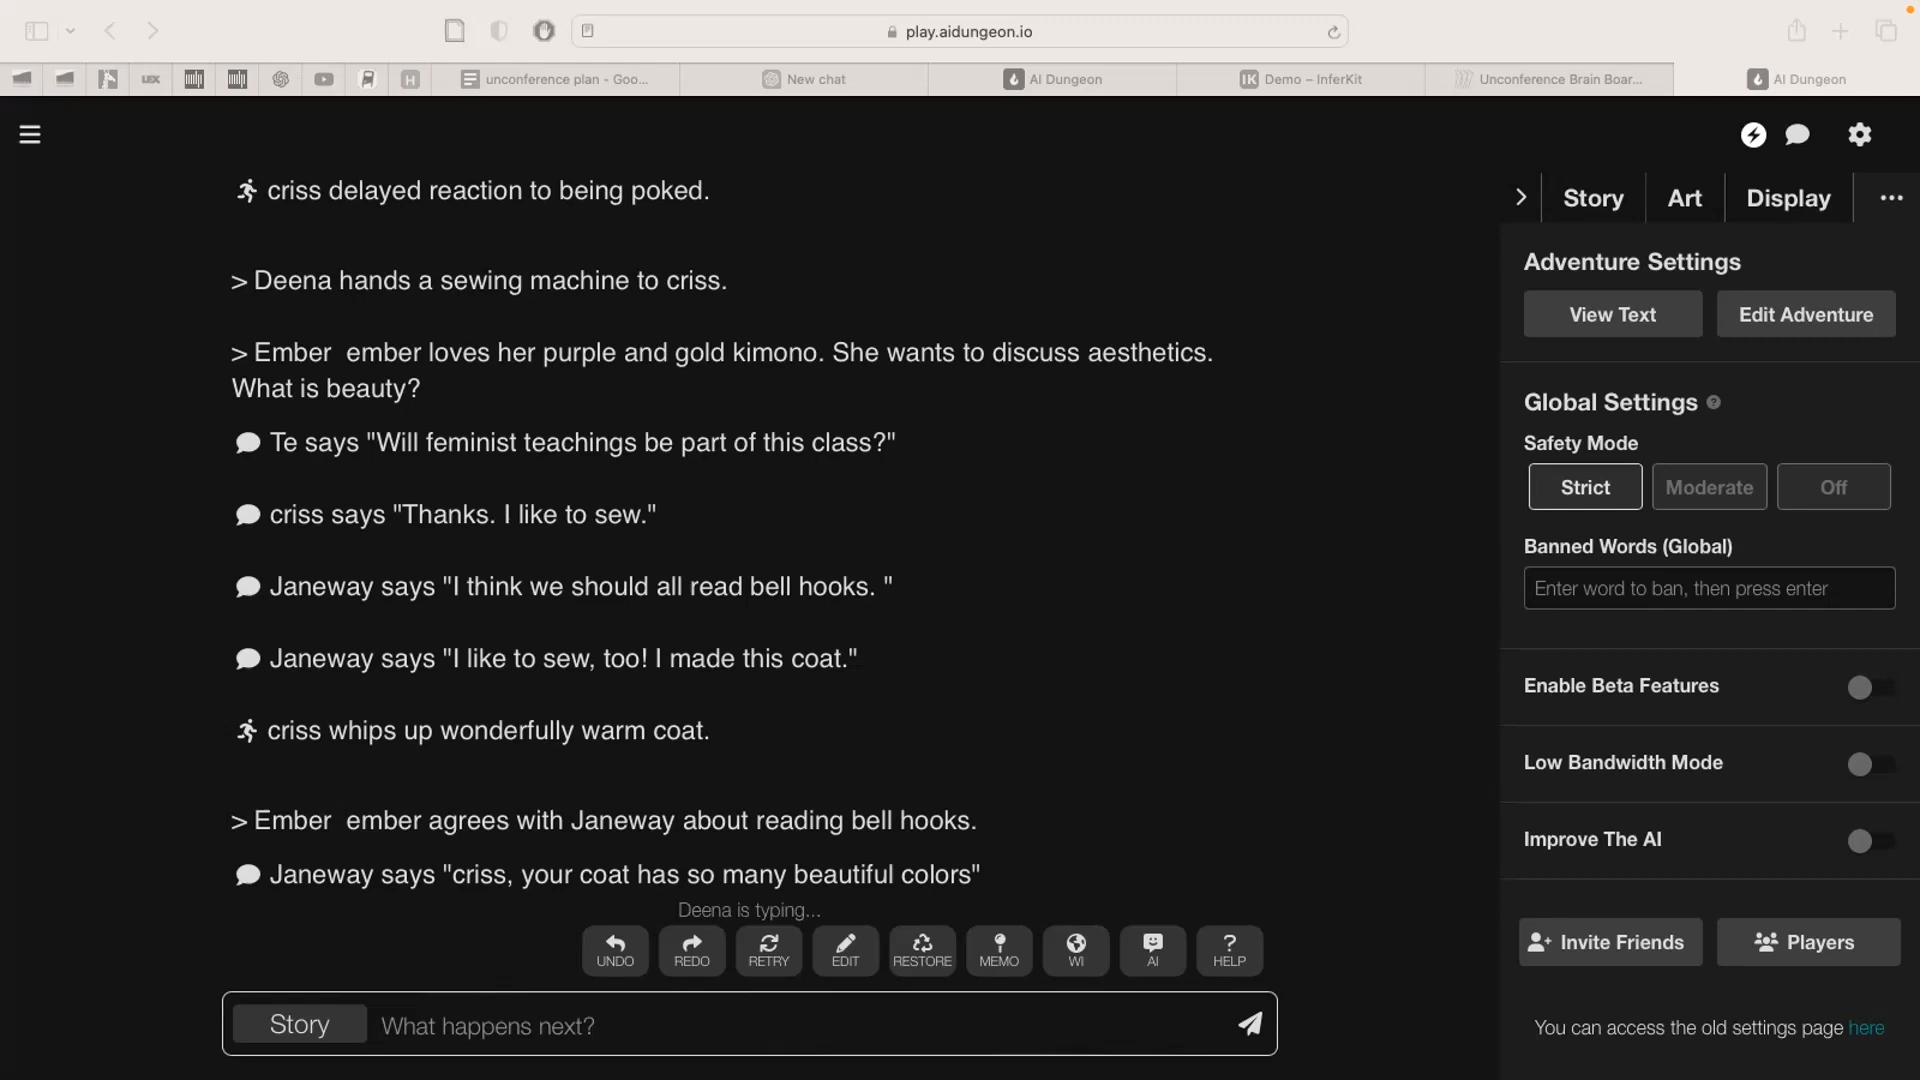 play.aidungeon.io
LEX
H
unconference plan - Goo...
New chat
AI Dungeon
IK Demo – InferKit
Unconference Brain Boar...
AI Dungeon
criss delayed reaction to being poked.
> Deena hands a sewing machine to criss.
> Ember  ember loves her purple and gold kimono. She wants to discuss aesthetics.
What is beauty?
Te says "Will feminist teachings be part of this class?"
criss says "Thanks. I like to sew."
Janeway says "I think we should all read bell hooks. "
Janeway says "I like to sew, too! I made this coat."
criss whips up wonderfully warm coat.
> Ember  ember agrees with Janeway about reading bell hooks.
Janeway says "criss, your coat has so many beautiful colors"
Deena is typing...
UNDO
REDO
RETRY
EDIT
RESTORE
MEMO
WI
AI
? HELP
Story
What happens next?
Story
Art
Display
...
Adventure Settings
View Text
Edit Adventure
Global Settings ?
Safety Mode
Strict
Moderate
Off
Banned Words (Global)
Enter word to ban, then press enter
Enable Beta Features
Low Bandwidth Mode
Improve The AI
Invite Friends
Players
You can access the old settings page here